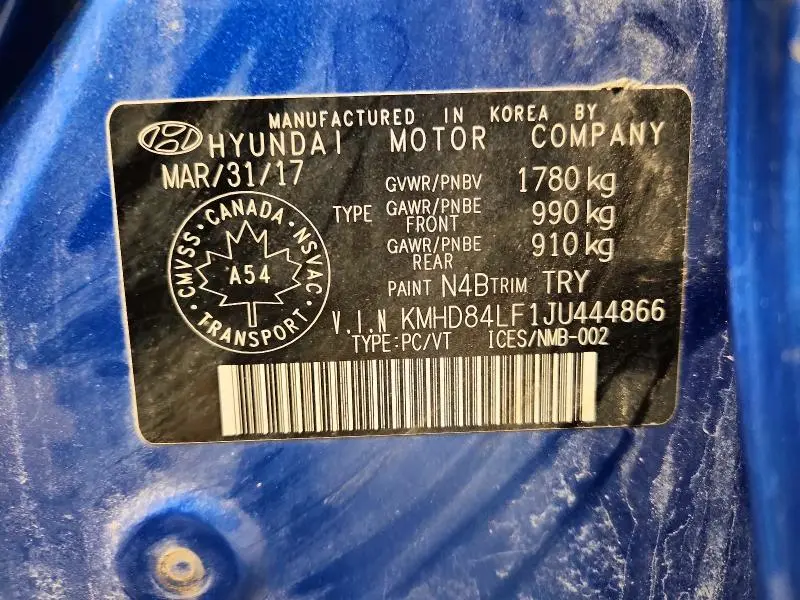 MANUFACTURED IN KOREA BY
HYUNDAI MOTOR COMPANY
MAR/31/17
GVWR/PNBV 1780 kg
TYPE GAWR/PNBE FRONT 990 kg
GAWR/PNBE REAR 910 kg
PAINT N4B TRIM TRY
CMVSS · CANADA · NSVAC
A54
· TRANSPORT ·
V.I.N KMHD84LF1JU444866
TYPE:PC/VT ICES/NMB-002